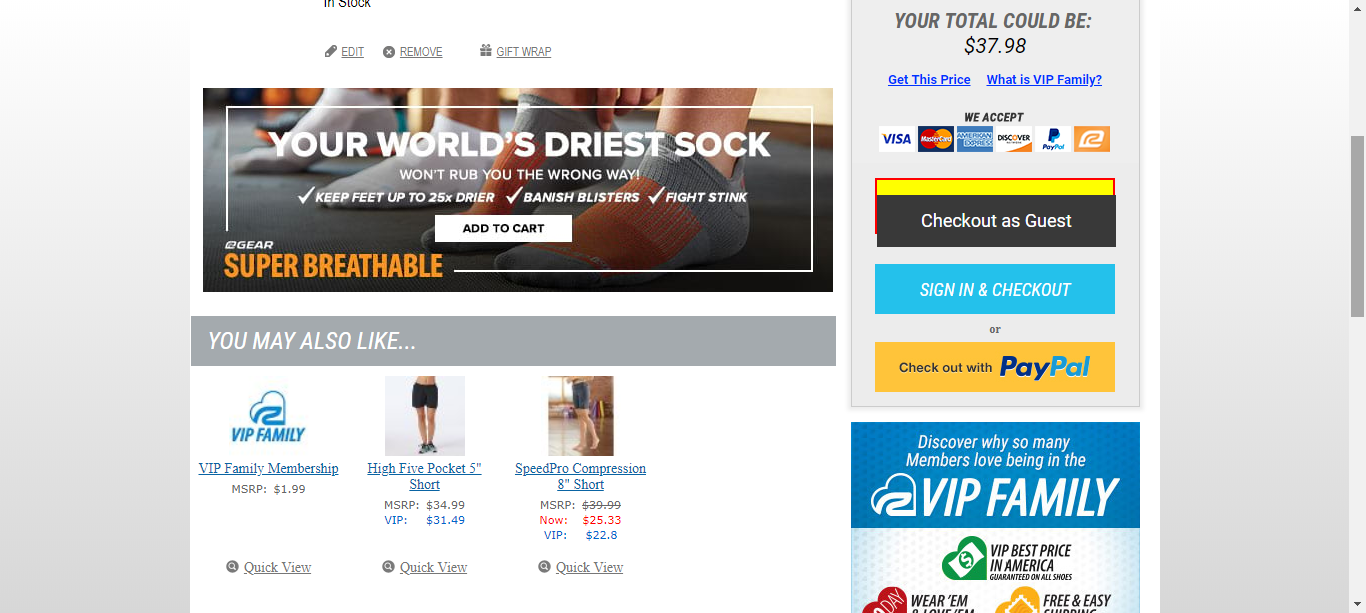 In Stock
EDIT REMOVE GIFT WRAP
YOUR WORLD'S DRIEST SOCK
WON'T RUB YOU THE WRONG WAY!
KEEP FEET UP TO 25x DRIER BANISH BLISTERS FIGHT STINK
ADD TO CART
GEAR
SUPER BREATHABLE
YOU MAY ALSO LIKE...
VIP FAMILY
VIP Family Membership
MSRP: $1.99
Quick View
High Five Pocket 5"
Short
MSRP: $34.99
VIP: $31.49
Quick View
SpeedPro Compression
8" Short
MSRP: $39.99
Now: $25.33
VIP: $22.8
Quick View
YOUR TOTAL COULD BE:
$37.98
Get This Price What is VIP Family?
WE ACCEPT
VISA MasterCard AMERICAN EXPRESS DISCOVER NETWORK PayPal
Checkout as Guest
SIGN IN & CHECKOUT
or
Check out with PayPal
Discover why so many
Members love being in the
VIP FAMILY
VIP BEST PRICE
IN AMERICA
GUARANTEED ON ALL SHOES
DAY
WEAR 'EM
& LOVE 'EM
FREE & EASY
SHIPPING